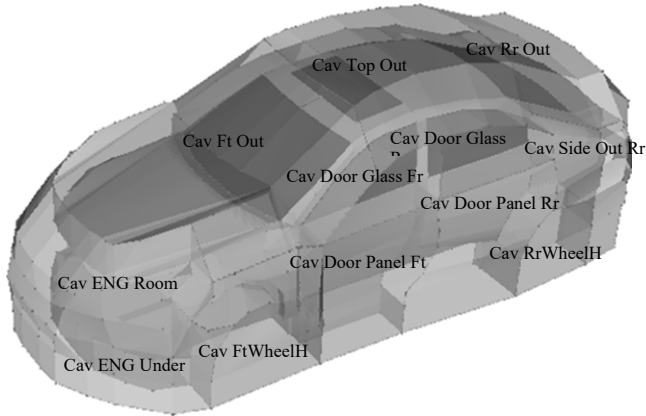 Cav Rr Out
Cav Top Out
Cav Ft Out
Cav Door Glass
Cav Side Out Rr
Cav Door Glass Fr
Cav Door Panel Rr
Cav RrWheelH
Cav Door Panel Ft
Cav ENG Room
Cav FtWheelH
Cav ENG Under